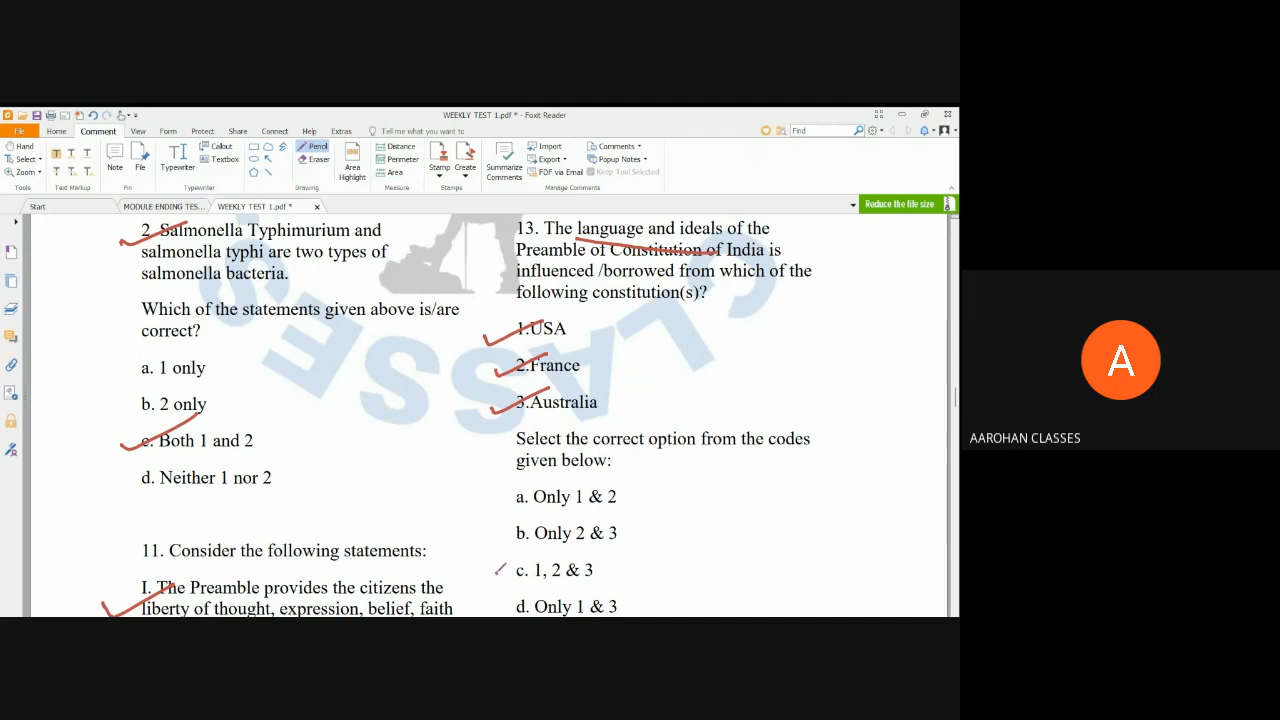 WEEKLY TEST 1.pdf * - Foxit Reader
File Home Comment View Form Protect Share Connect Help Extras Tell me what you want to Find
Hand
Select
Zoom
Tools
Text Markup
Note
File
Pin
Typewriter
Callout
Textbox
Typewriter
Pencil
Eraser
Drawing
Area Highlight
Distance
Perimeter
Area
Measure
Stamp
Create
Stamps
Summarize Comments
Import
Export
FDF via Email
Comments
Popup Notes
Keep Tool Selected
Manage Comments
Start MODULE ENDING TES... WEEKLY TEST 1.pdf * Reduce the file size
2. Salmonella Typhimurium and
salmonella typhi are two types of
salmonella bacteria.
Which of the statements given above is/are
correct?
a. 1 only
b. 2 only
c. Both 1 and 2
d. Neither 1 nor 2
11. Consider the following statements:
I. The Preamble provides the citizens the
liberty of thought, expression, belief, faith
13. The language and ideals of the
Preamble of Constitution of India is
influenced /borrowed from which of the
following constitution(s)?
1.USA
2.France
3.Australia
Select the correct option from the codes
given below:
a. Only 1 & 2
b. Only 2 & 3
c. 1, 2 & 3
d. Only 1 & 3
CLASSES
A
AAROHAN CLASSES